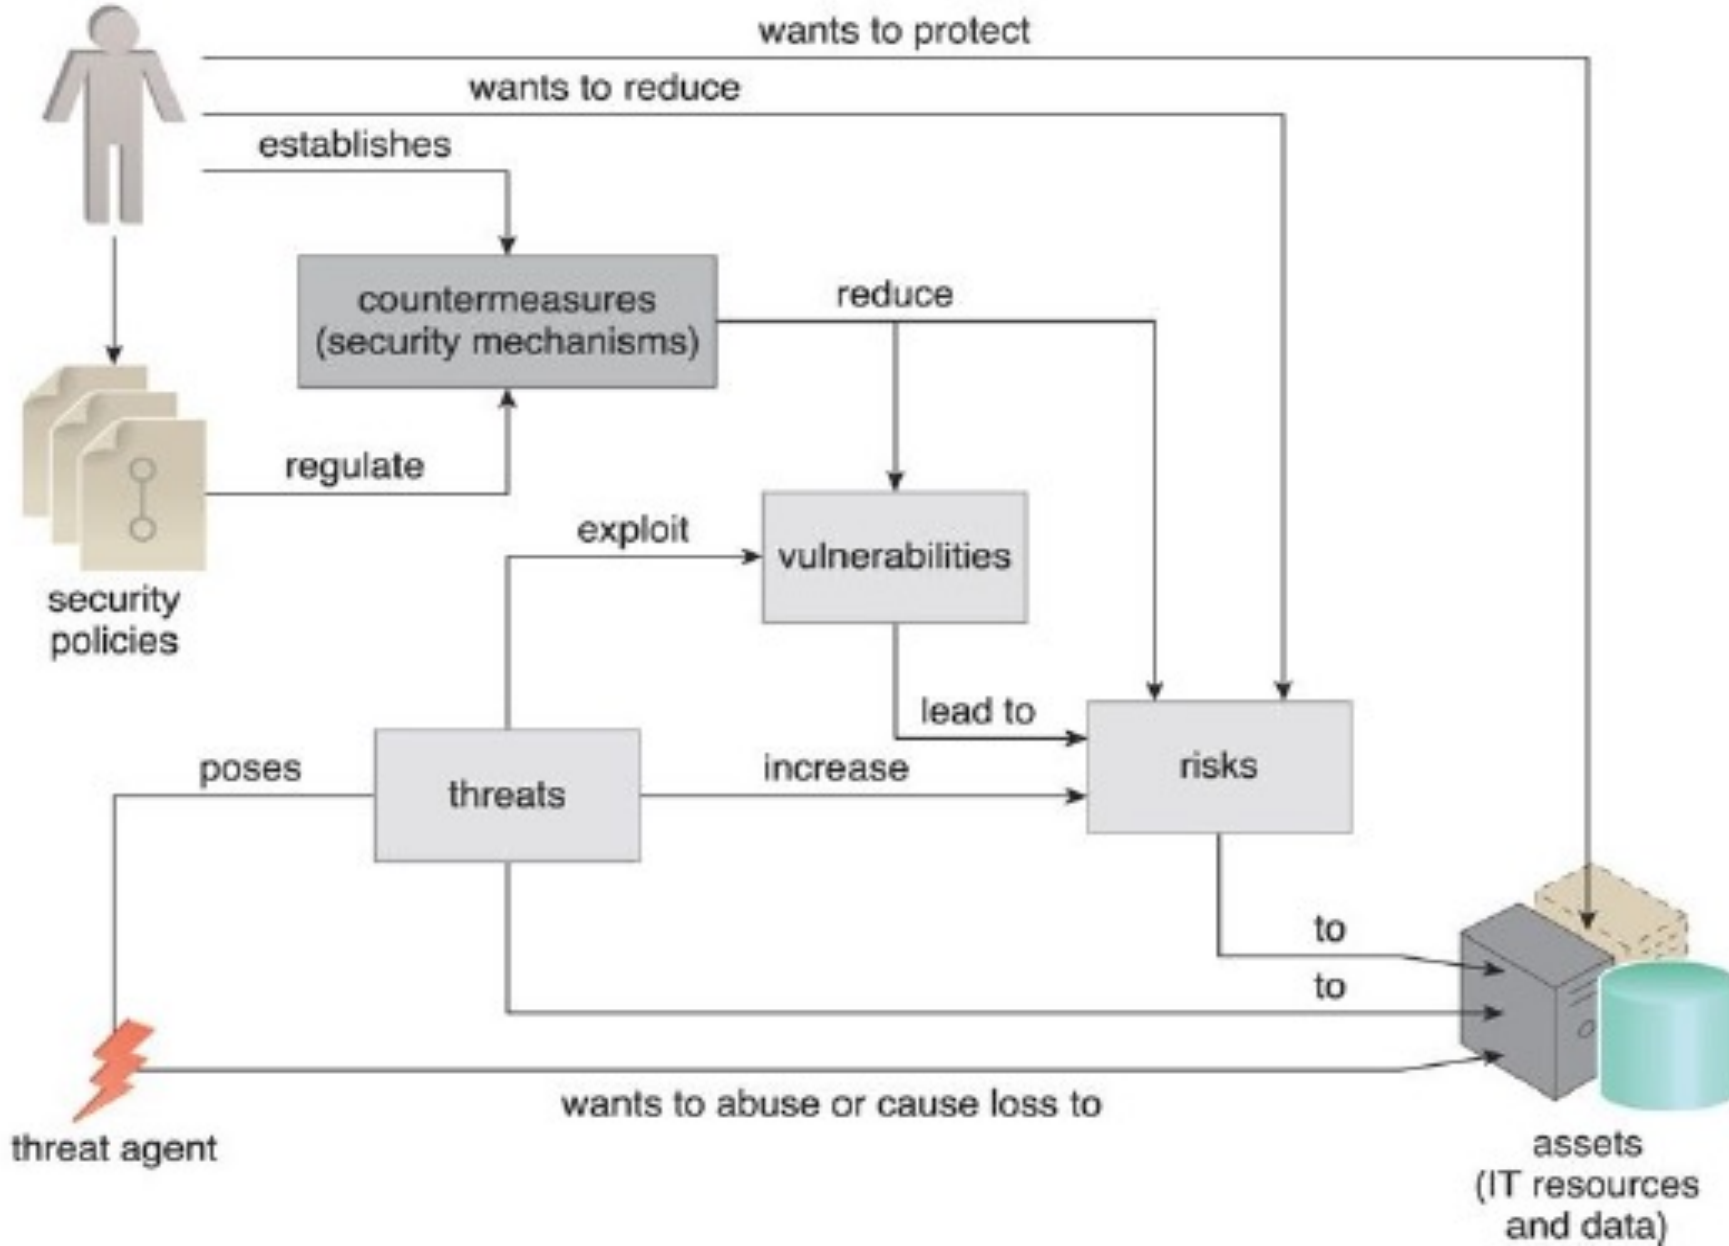 wants to protect
wants to reduce
establishes
countermeasures
(security mechanisms)
reduce
regulate
exploit
vulnerabilities
security
policies
lead to
poses
threats
increase
risks
to
to
wants to abuse or cause loss to
threat agent
assets
(IT resources
and data)